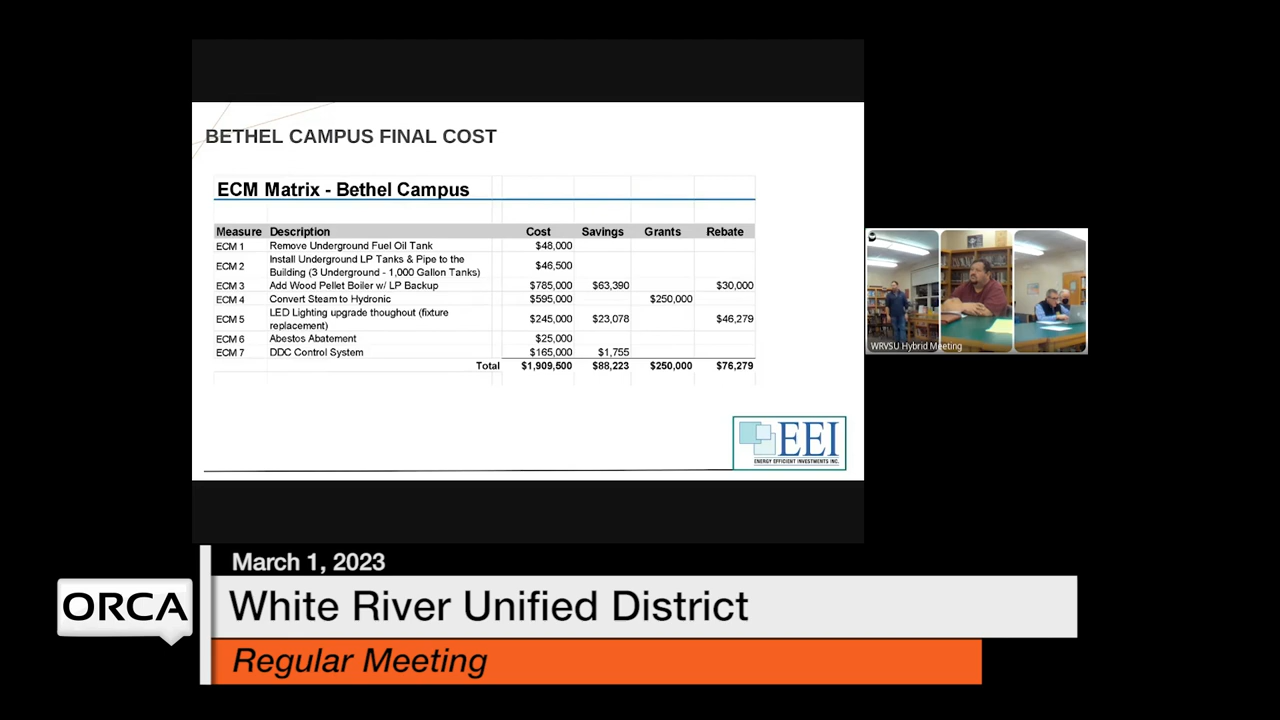 BETHEL CAMPUS FINAL COST
ECM Matrix - Bethel Campus
Measure Description Cost Savings Grants Rebate
ECM 1 Remove Underground Fuel Oil Tank $48,000
ECM 2 Install Underground LP Tanks & Pipe to the Building (3 Underground - 1,000 Gallon Tanks) $46,500
ECM 3 Add Wood Pellet Boiler w/ LP Backup $785,000 $63,390 $30,000
ECM 4 Convert Steam to Hydronic $595,000 $250,000
ECM 5 LED Lighting upgrade thoughout (fixture replacement) $245,000 $23,078 $46,279
ECM 6 Abestos Abatement $25,000
ECM 7 DDC Control System $165,000 $1,755
Total $1,909,500 $88,223 $250,000 $76,279
EEI
ENERGY EFFICIENT INVESTMENTS INC.
WRVSU Hybrid Meeting
March 1, 2023
ORCA
White River Unified District
Regular Meeting